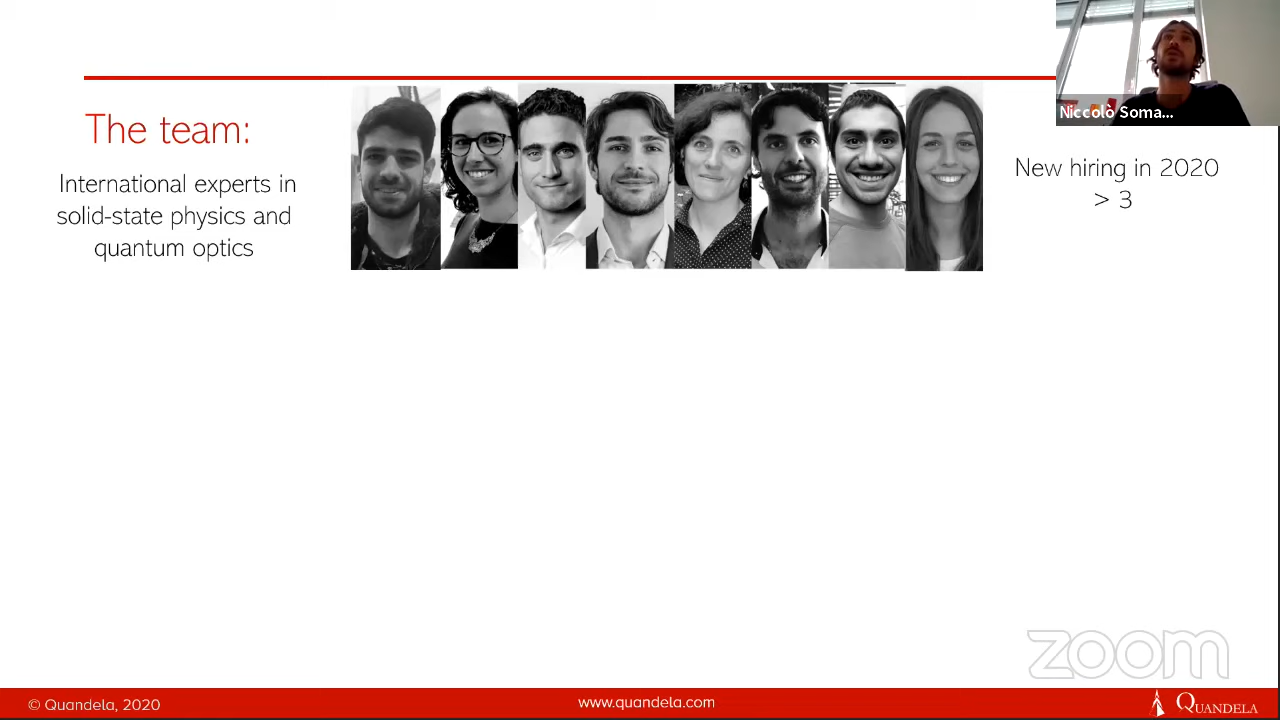 The team:
International experts in
solid-state physics and
quantum optics
Niccolò Soma...
New hiring in 2020
> 3
zoom
© Quandela, 2020
www.quandela.com
QUANDELA